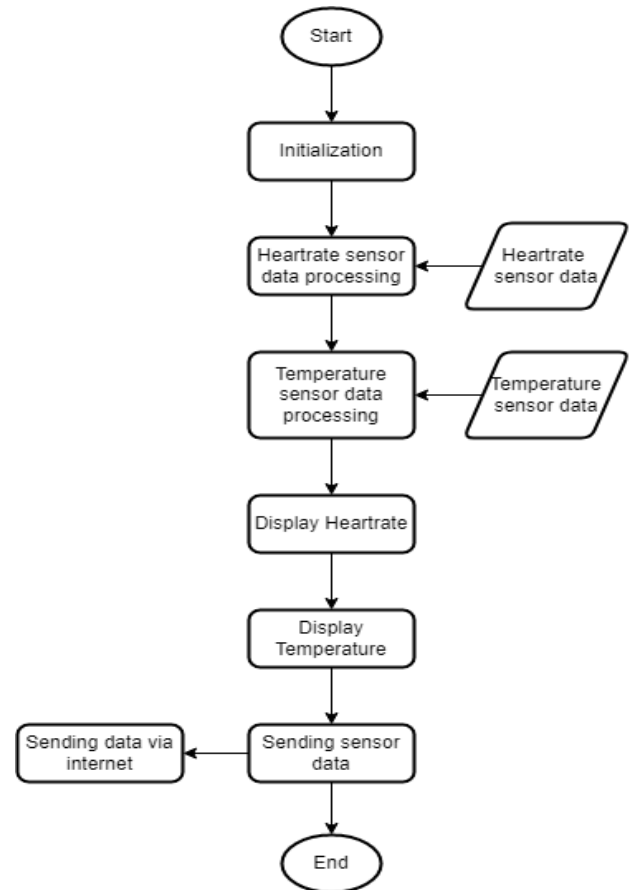 Start
Initialization
Heartrate sensor
data processing
Heartrate
sensor data
Temperature
sensor data
processing
Temperature
sensor data
Display Heartrate
Display
Temperature
Sending data via
internet
Sending sensor
data
End